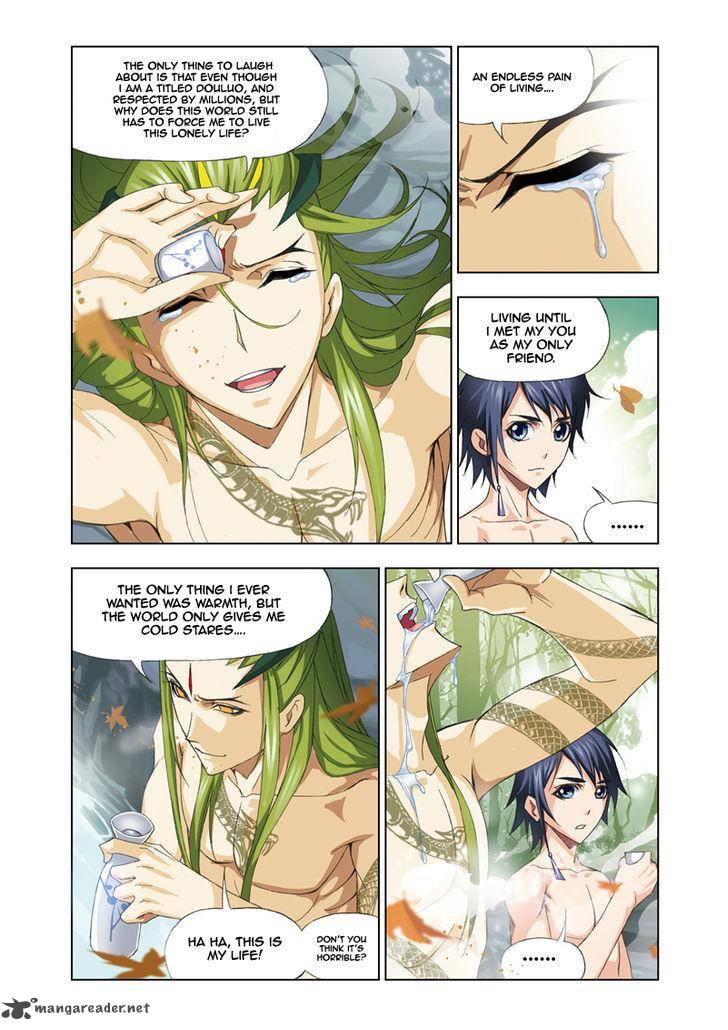 THE ONLY THING TO LAUGH
ABOUT IS THAT EVEN THOUGH
I AM A TITLED DOULUO, AND
RESPECTED BY MILLIONS, BUT
WHY DOES THIS WORLD STILL
HAS TO FORCE ME TO LIVE
THIS LONELY LIFE?
AN ENDLESS PAIN
OF LIVING....
LIVING UNTIL
I MET MY YOU
AS MY ONLY
FRIEND.
......
THE ONLY THING I EVER
WANTED WAS WARMTH, BUT
THE WORLD ONLY GIVES ME
COLD STARES....
HA HA, THIS IS
MY LIFE!
DON'T YOU
THINK IT'S
HORRIBLE?
......
mangareader.net